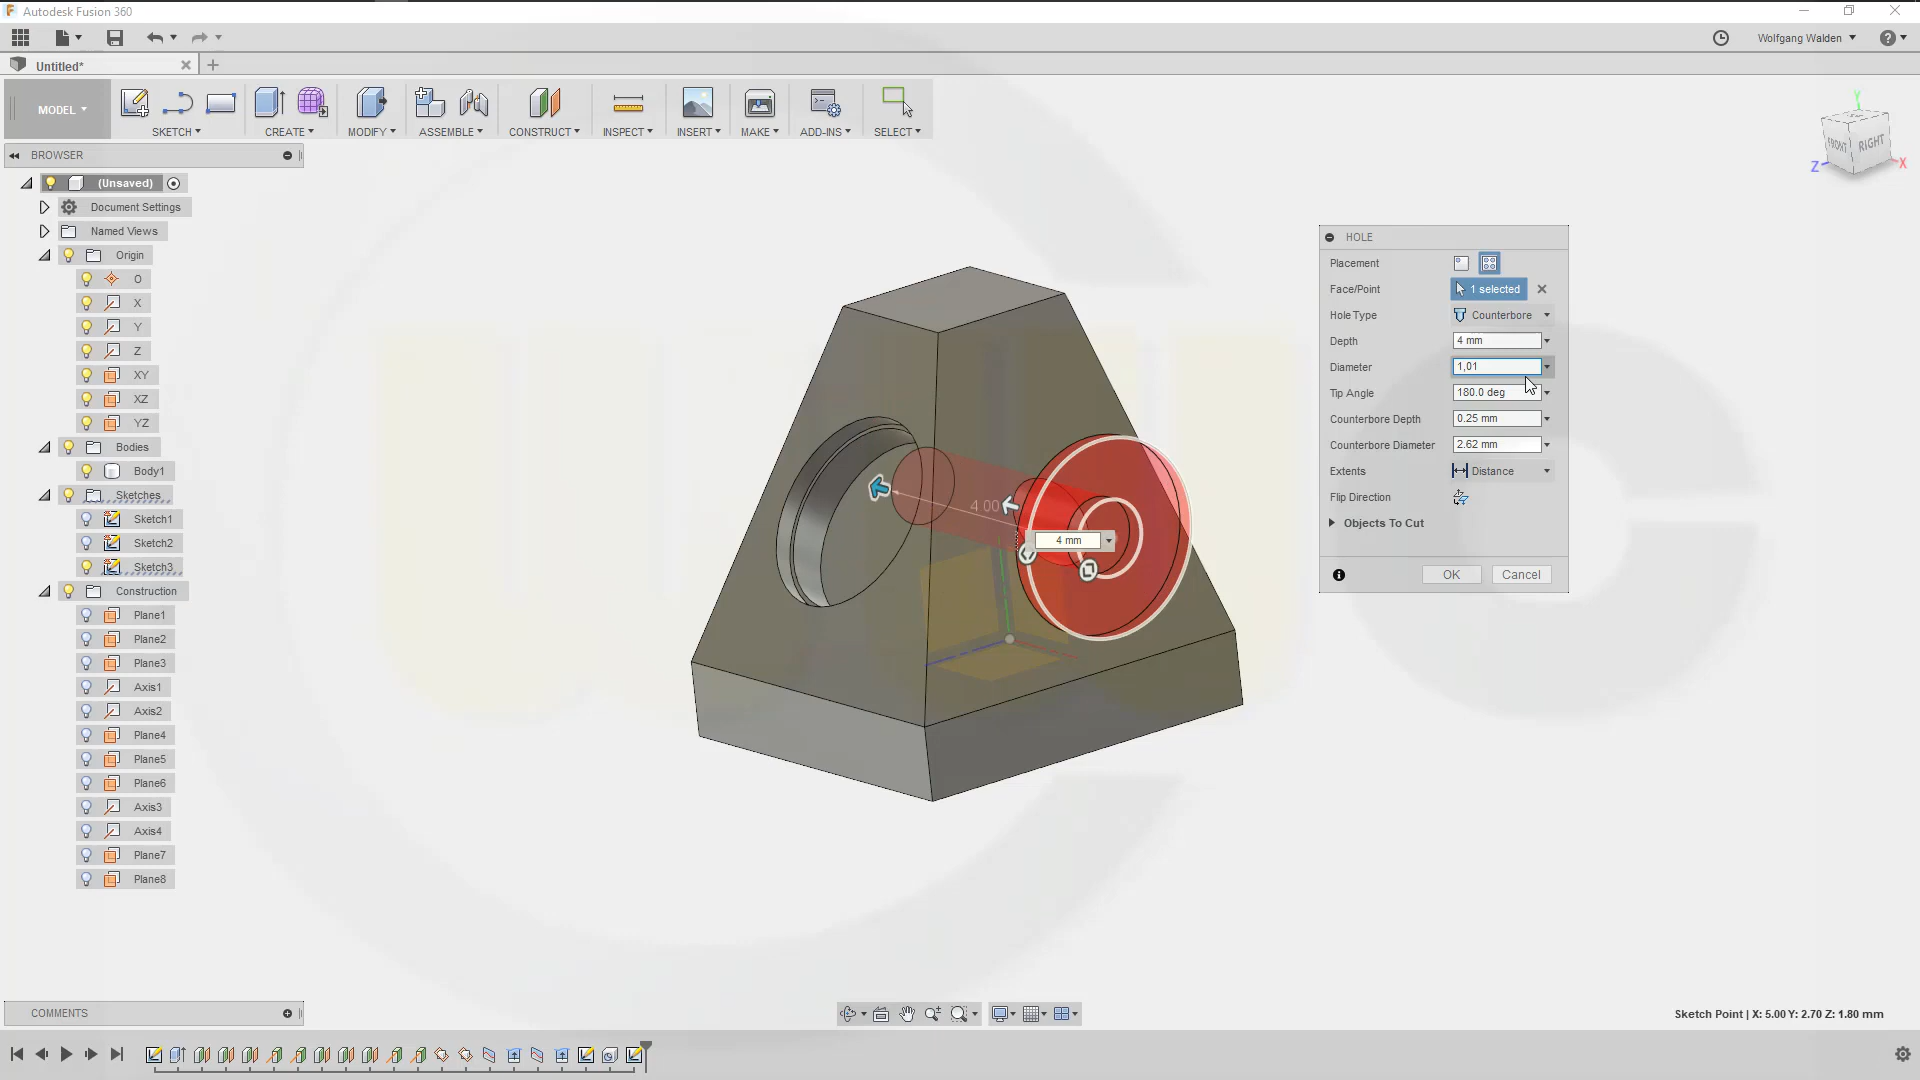 Autodesk Fusion 360
Wolfgang Walden
Untitled*
MODEL
SKETCH
CREATE
MODIFY
ASSEMBLE
CONSTRUCT
INSPECT
INSERT
MAKE
ADD-INS
SELECT
Y
FRONT
RIGHT
Z
X
BROWSER
(Unsaved)
Document Settings
Named Views
Origin
O
X
Y
Z
XY
XZ
YZ
Bodies
Body1
Sketches
Sketch1
Sketch2
Sketch3
Construction
Plane1
Plane2
Plane3
Axis1
Axis2
Plane4
Plane5
Plane6
Axis3
Axis4
Plane7
Plane8
4.00
4 mm
HOLE
Placement
Face/Point 1 selected
Hole Type Counterbore
Depth 4 mm
Diameter 1,01
Tip Angle 180.0 deg
Counterbore Depth 0.25 mm
Counterbore Diameter 2.62 mm
Extents Distance
Flip Direction
Objects To Cut
OK Cancel
COMMENTS
Sketch Point | X: 5.00 Y: 2.70 Z: 1.80 mm